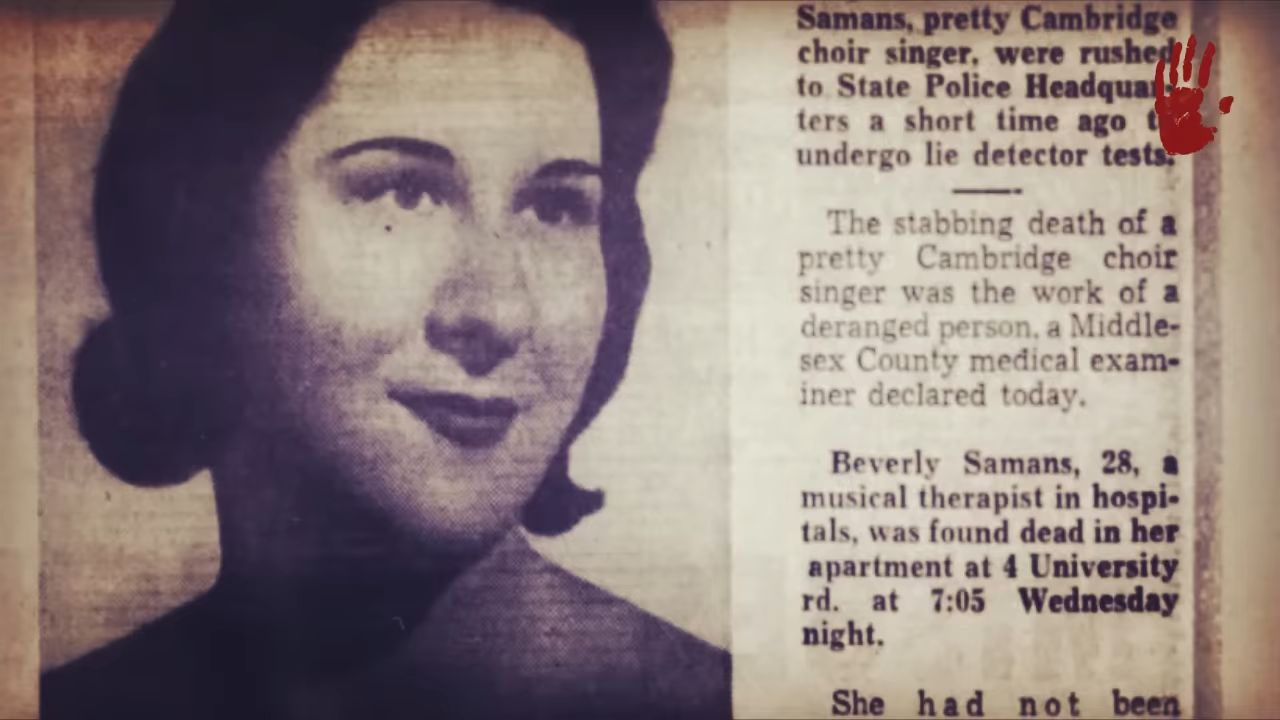 Samans, pretty Cambridge
choir singer, were rushed
to State Police Headquar-
ters a short time ago
undergo lie detector tests.
The stabbing death of a
pretty Cambridge choir
singer was the work of a
deranged person, a Middle-
sex County medical exam-
iner declared today.
Beverly Samans, 28, a
musical therapist in hospi-
tals, was found dead in her
apartment at 4 University
rd. at 7:05 Wednesday
night.
She had not been